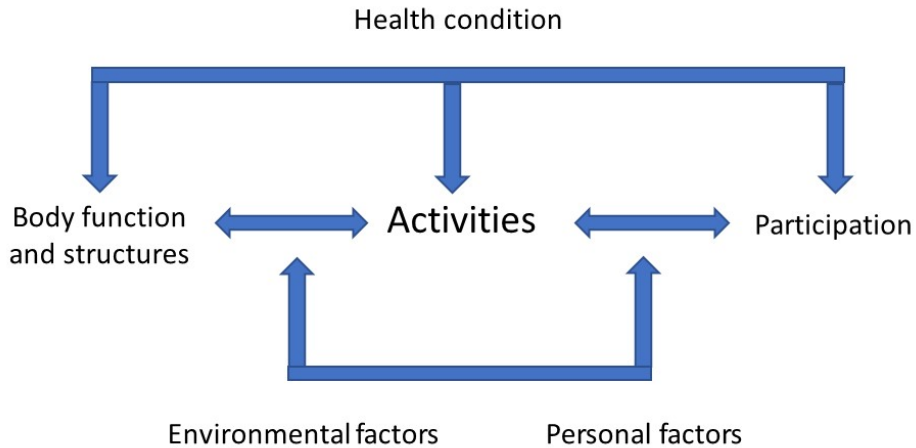 Health condition
Body function
and structures
Activities
Participation
Environmental factors
Personal factors